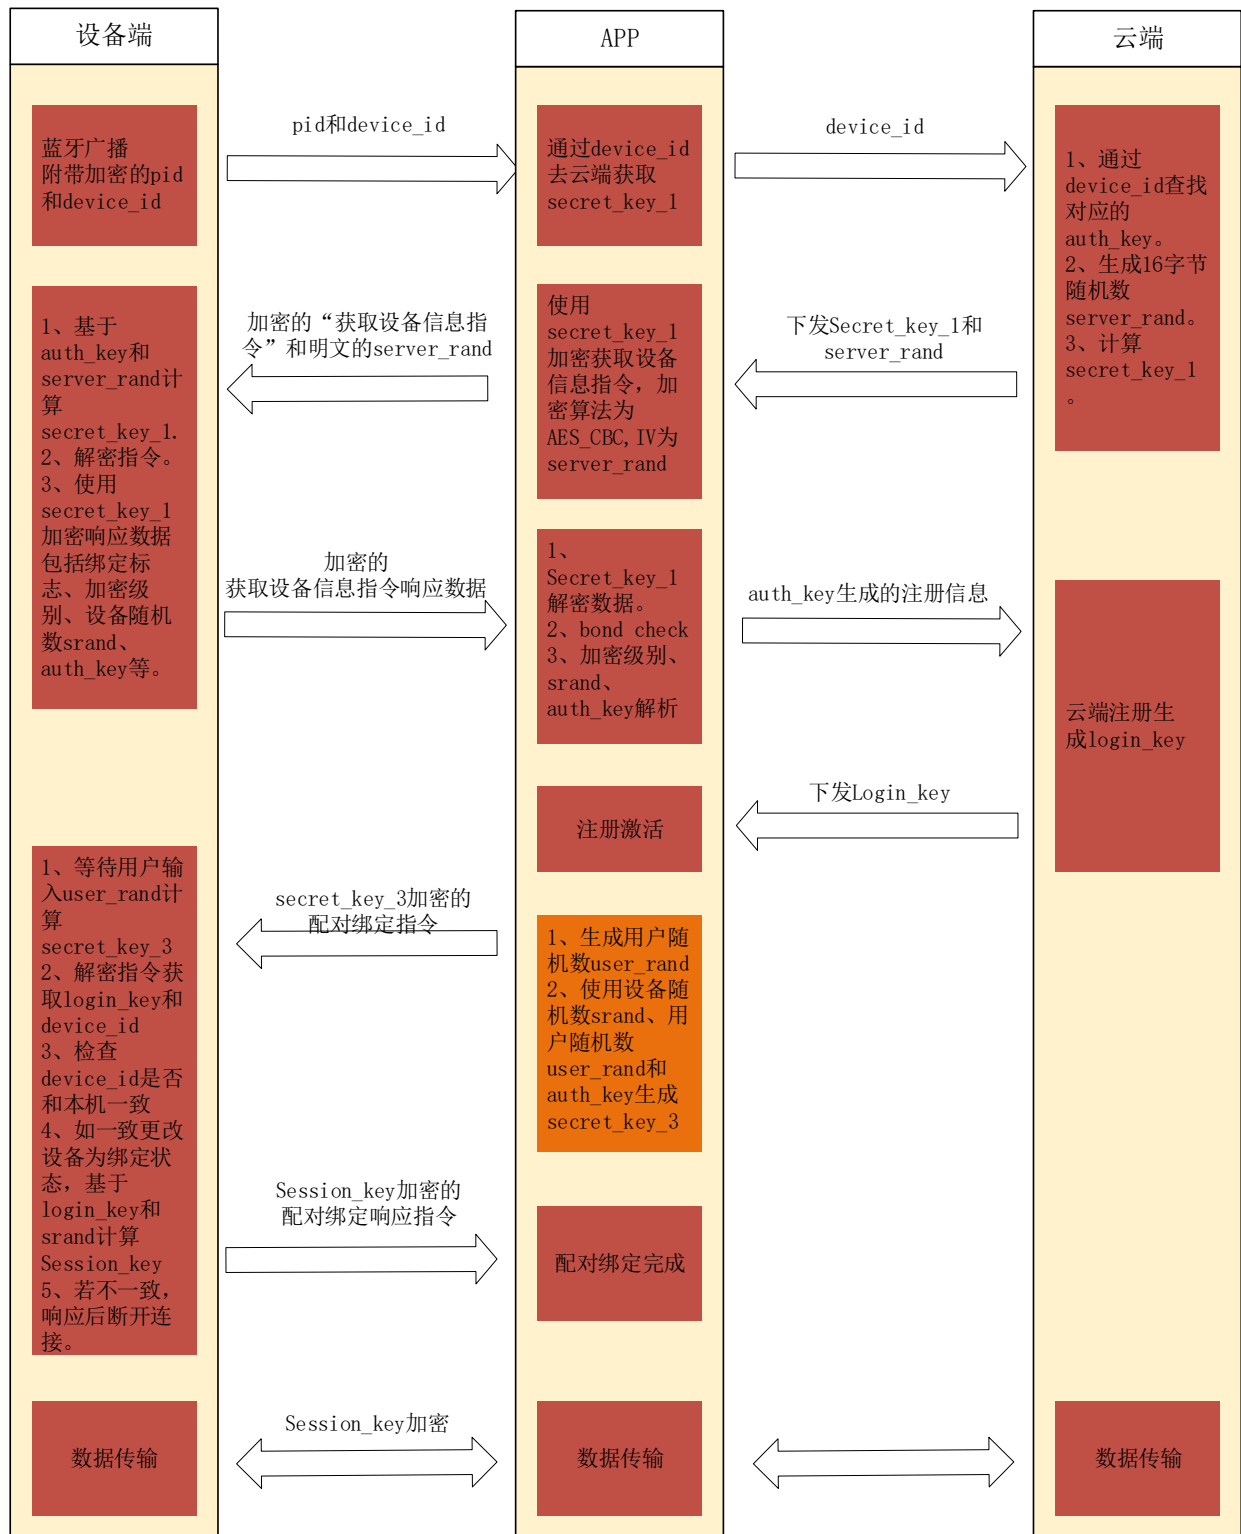 设备端
APP
云端
蓝牙广播
附带加密的pid
和device_id
pid和device_id
通过device_id
去云端获取
secret_key_1
device_id
1、通过
device_id查找
对应的
auth_key。
2、生成16字节
随机数
server_rand。
3、计算
secret_key_1
。
下发Secret_key_1和
server_rand
使用
secret_key_1
加密获取设备
信息指令，加
密算法为
AES_CBC,IV为
server_rand
加密的“获取设备信息指
令”和明文的server_rand
1、基于
auth_key和
server_rand计
算
secret_key_1.
2、解密指令。
3、使用
secret_key_1
加密响应数据
包括绑定标
志、加密级
别、设备随机
数srand、
auth_key等。
加密的
获取设备信息指令响应数据
1、
Secret_key_1
解密数据。
2、bond check
3、加密级别、
srand、
auth_key解析
auth_key生成的注册信息
云端注册生
成login_key
下发Login_key
注册激活
1、生成用户随
机数user_rand
2、使用设备随
机数srand、用
户随机数
user_rand和
auth_key生成
secret_key_3
secret_key_3加密的
配对绑定指令
1、等待用户输
入user_rand计
算
secret_key_3
2、解密指令获
取login_key和
device_id
3、检查
device_id是否
和本机一致
4、如一致更改
设备为绑定状
态，基于
login_key和
srand计算
Session_key
5、若不一致，
响应后断开连
接。
Session_key加密的
配对绑定响应指令
配对绑定完成
数据传输
Session_key加密
数据传输
数据传输